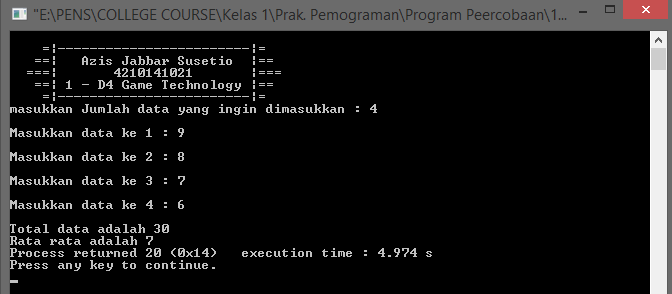 "E:\PENS\COLLEGE COURSE\Kelas 1\Prak. Pemograman\Program Peercobaan\1...
=¦------------------------¦=
==¦   Azis Jabbar Susetio  ¦==
===¦       4210141021       ¦===
==¦ 1 - D4 Game Technology ¦==
=¦------------------------¦=
masukkan Jumlah data yang ingin dimasukkan : 4
Masukkan data ke 1 : 9
Masukkan data ke 2 : 8
Masukkan data ke 3 : 7
Masukkan data ke 4 : 6
Total data adalah 30
Rata rata adalah 7
Process returned 20 (0x14)   execution time : 4.974 s
Press any key to continue.